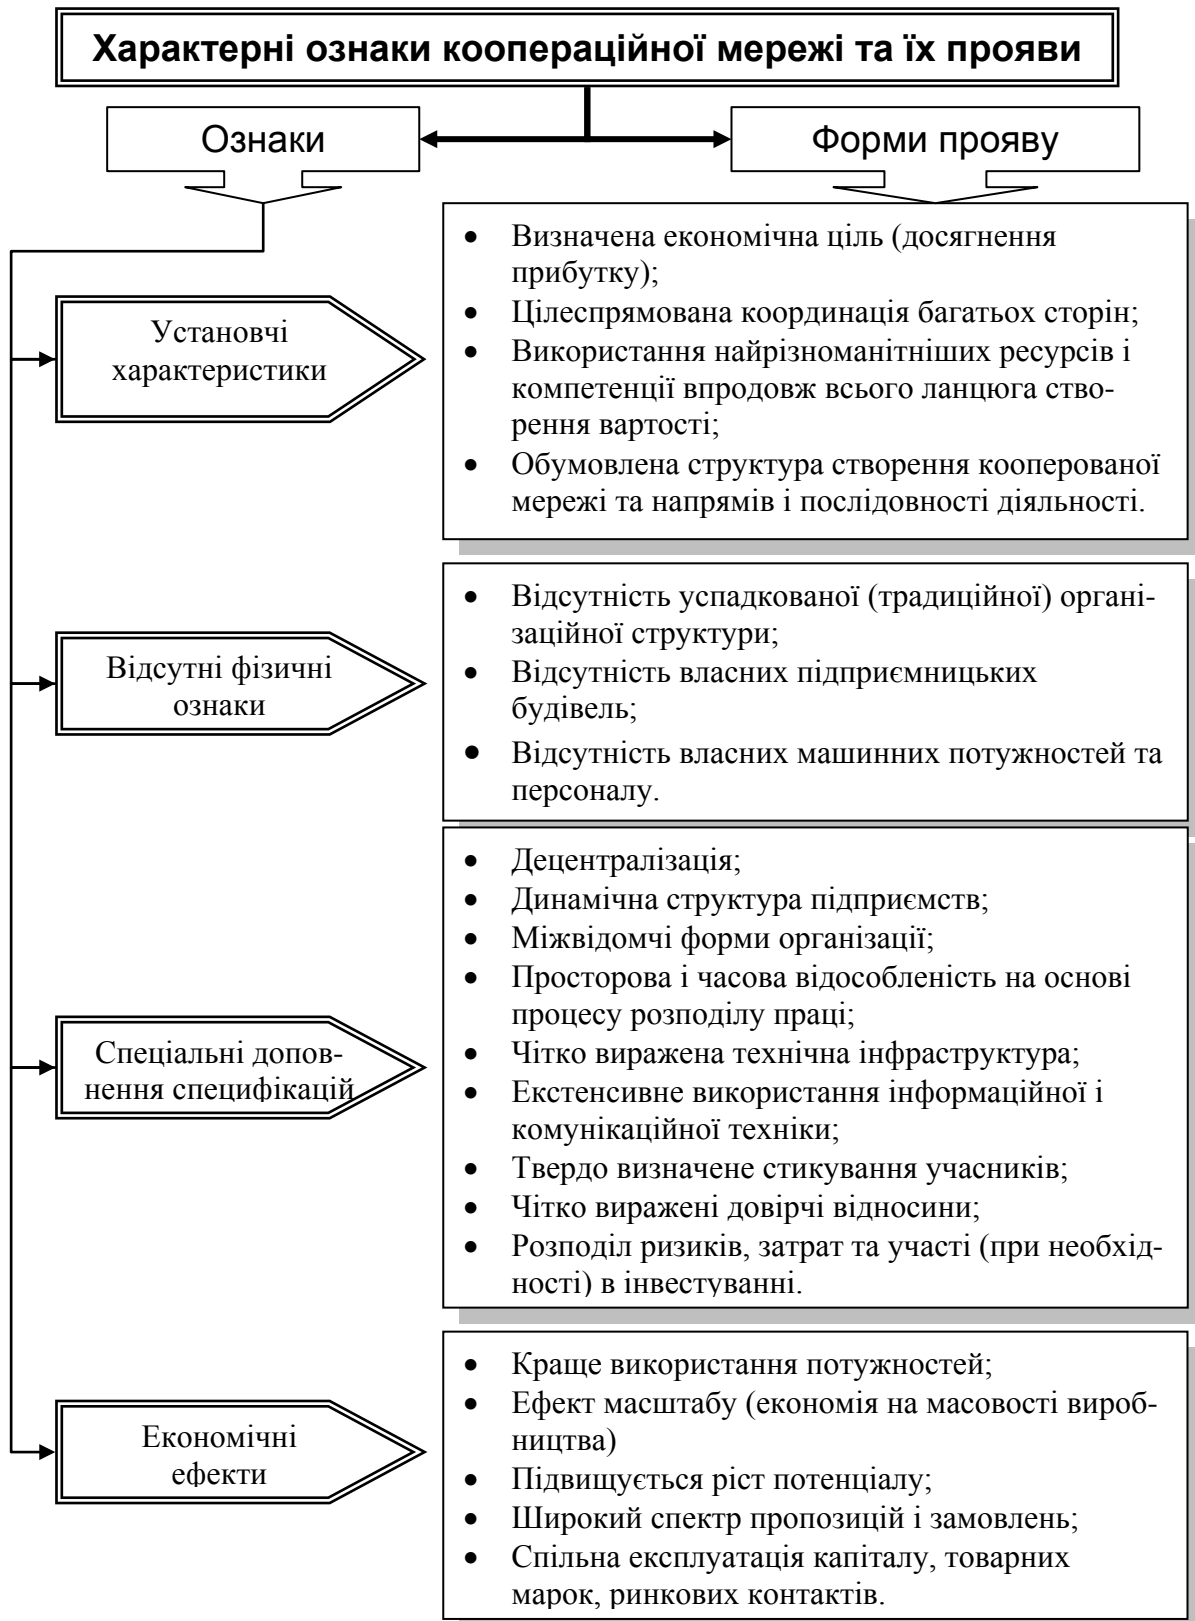 Характерні ознаки коопераційної мережі та їх прояви
Ознаки
Форми прояву
Установчі
характеристики
• Визначена економічна ціль (досягнення
прибутку);
• Цілеспрямована координація багатьох сторін;
• Використання найрізноманітніших ресурсів і
компетенції впродовж всього ланцюга ство-
рення вартості;
• Обумовлена структура створення кооперованої
мережі та напрямів і послідовності діяльності.
Відсутні фізичні
ознаки
• Відсутність успадкованої (традиційної) органі-
заційної структури;
• Відсутність власних підприємницьких
будівель;
• Відсутність власних машинних потужностей та
персоналу.
Спеціальні допов-
нення специфікацій
• Децентралізація;
• Динамічна структура підприємств;
• Міжвідомчі форми організації;
• Просторова і часова відособленість на основі
процесу розподілу праці;
• Чітко виражена технічна інфраструктура;
• Екстенсивне використання інформаційної і
комунікаційної техніки;
• Твердо визначене стикування учасників;
• Чітко виражені довірчі відносини;
• Розподіл ризиків, затрат та участі (при необхід-
ності) в інвестуванні.
Економічні
ефекти
• Краще використання потужностей;
• Ефект масштабу (економія на масовості вироб-
ництва)
• Підвищується ріст потенціалу;
• Широкий спектр пропозицій і замовлень;
• Спільна експлуатація капіталу, товарних
марок, ринкових контактів.